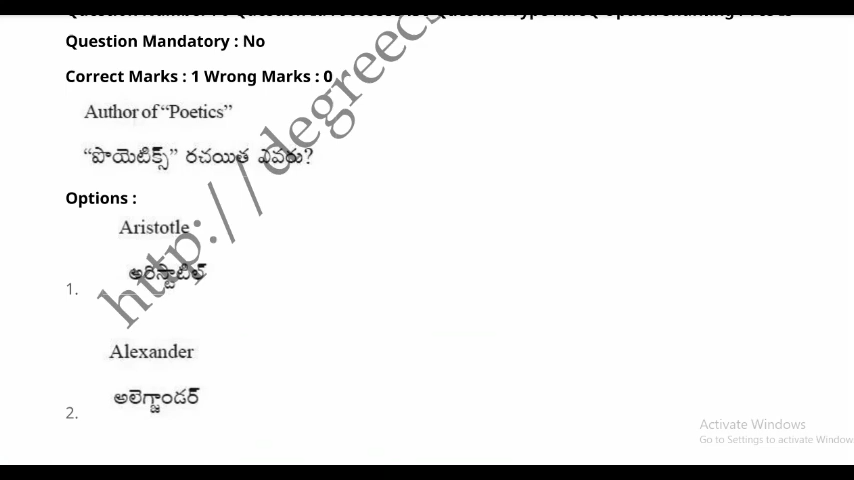 Question Mandatory : No
Correct Marks : 1 Wrong Marks : 0
Author of “Poetics”
“పొయెటిక్స్” రచయిత ఎవరు?
Options :
Aristotle
అరిస్టాటిల్
1.
Alexander
అలెగ్జాండర్
2.
http://degreec
Activate Windows
Go to Settings to activate Window